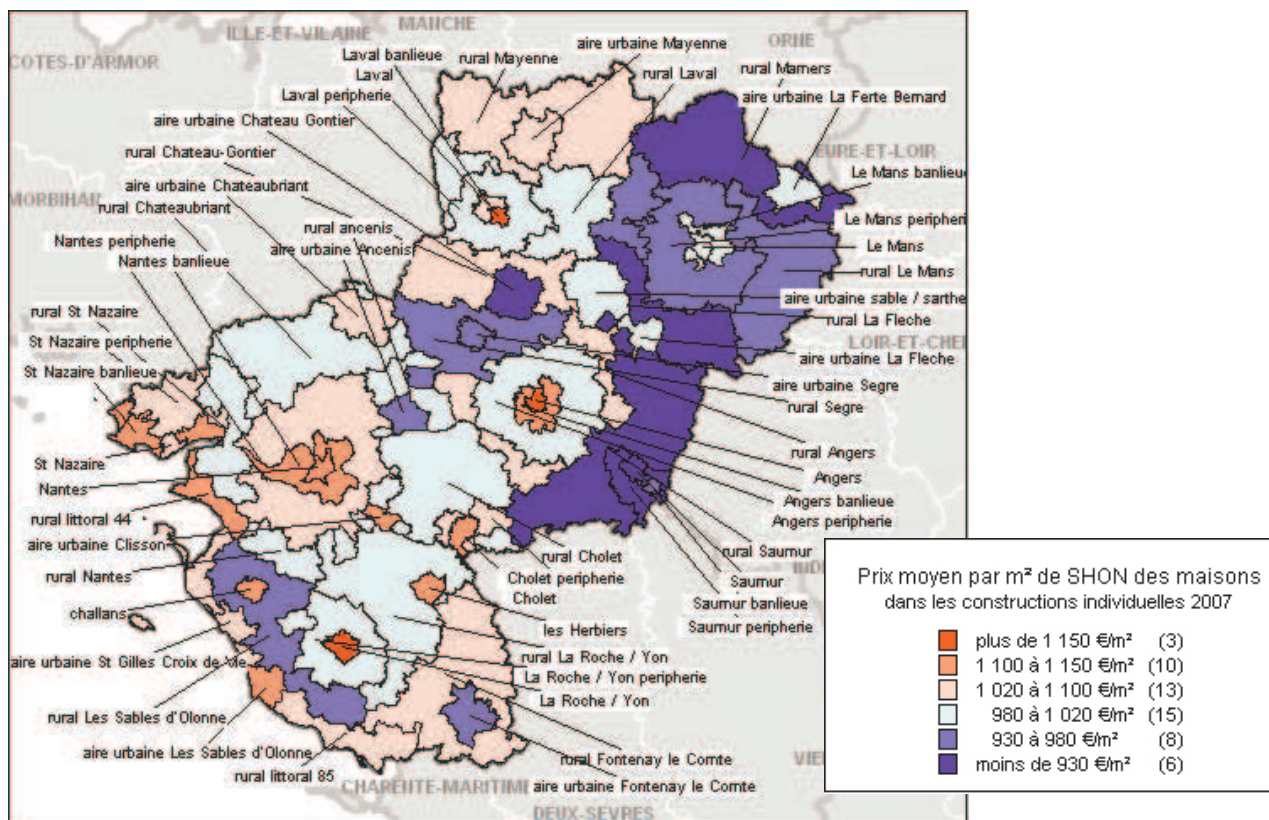 MANCHE
ILLE-ET-VILAINE
ORNE
aire urbaine Mayenne
Laval banlieue
rural Mayenne
COTES-D'ARMOR
Laval
rural Laval
rural Mamers
Laval peripherie
aire urbaine La Ferte Bernard
aire urbaine Chateau Gontier
rural Chateau-Gontier
EURE-ET-LOIR
Le Mans banlieue
aire urbaine Chateaubriant
MORBIHAN
rural Chateaubriant
Le Mans peripheri
rural ancenis
Nantes peripherie
aire urbaine Ancenis
Le Mans
Nantes banlieue
rural Le Mans
aire urbaine sable / sarthe
rural St Nazaire
rural La Fleche
St Nazaire peripherie
LOIR-ET-CHER
aire urbaine La Fleche
St Nazaire banlieue
aire urbaine Segre
rural Segre
rural Angers
St Nazaire
Angers
Nantes
Angers banlieue
rural littoral 44
Angers peripherie
aire urbaine Clisson
rural Cholet
rural Saumur
rural Nantes
Cholet peripherie
Saumur
Cholet
Saumur banlieue
challans
Saumur peripherie
les Herbiers
aire urbaine St Gilles Croix de Vie
rural La Roche / Yon
La Roche / Yon peripherie
La Roche / Yon
rural Les Sables d'Olonne
aire urbaine Les Sables d'Olonne
rural Fontenay le Comte
rural littoral 85
aire urbaine Fontenay le Comte
CHARENTE-MARITIME
DEUX-SEVRES
VIE
IND
Prix moyen par m² de SHON des maisons
dans les constructions individuelles 2007
plus de 1 150 €/m² (3)
1 100 à 1 150 €/m² (10)
1 020 à 1 100 €/m² (13)
980 à 1 020 €/m² (15)
930 à 980 €/m² (8)
moins de 930 €/m² (6)